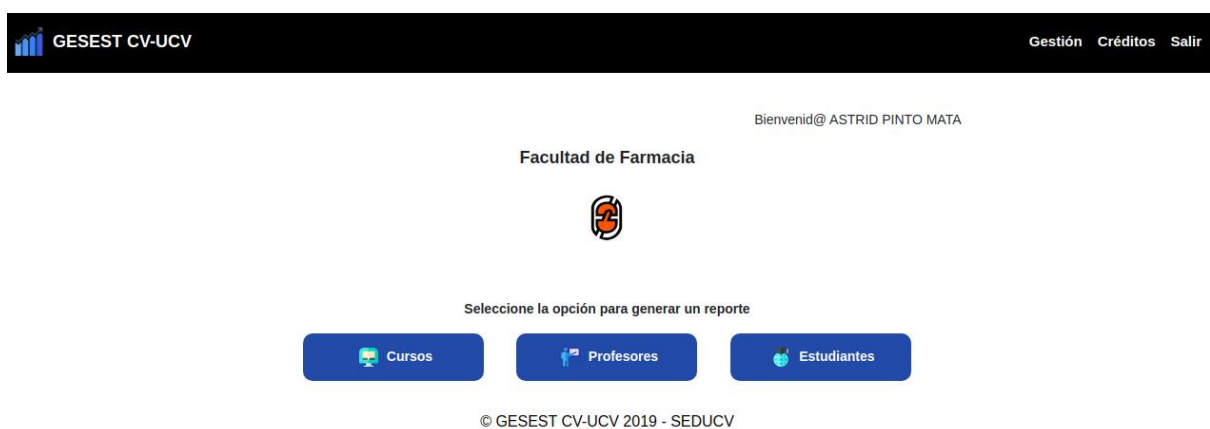 GESEST CV-UCV Gestión Créditos Salir
Bienvenid@ ASTRID PINTO MATA
Facultad de Farmacia
Seleccione la opción para generar un reporte
Cursos Profesores Estudiantes
© GESEST CV-UCV 2019 - SEDUCV